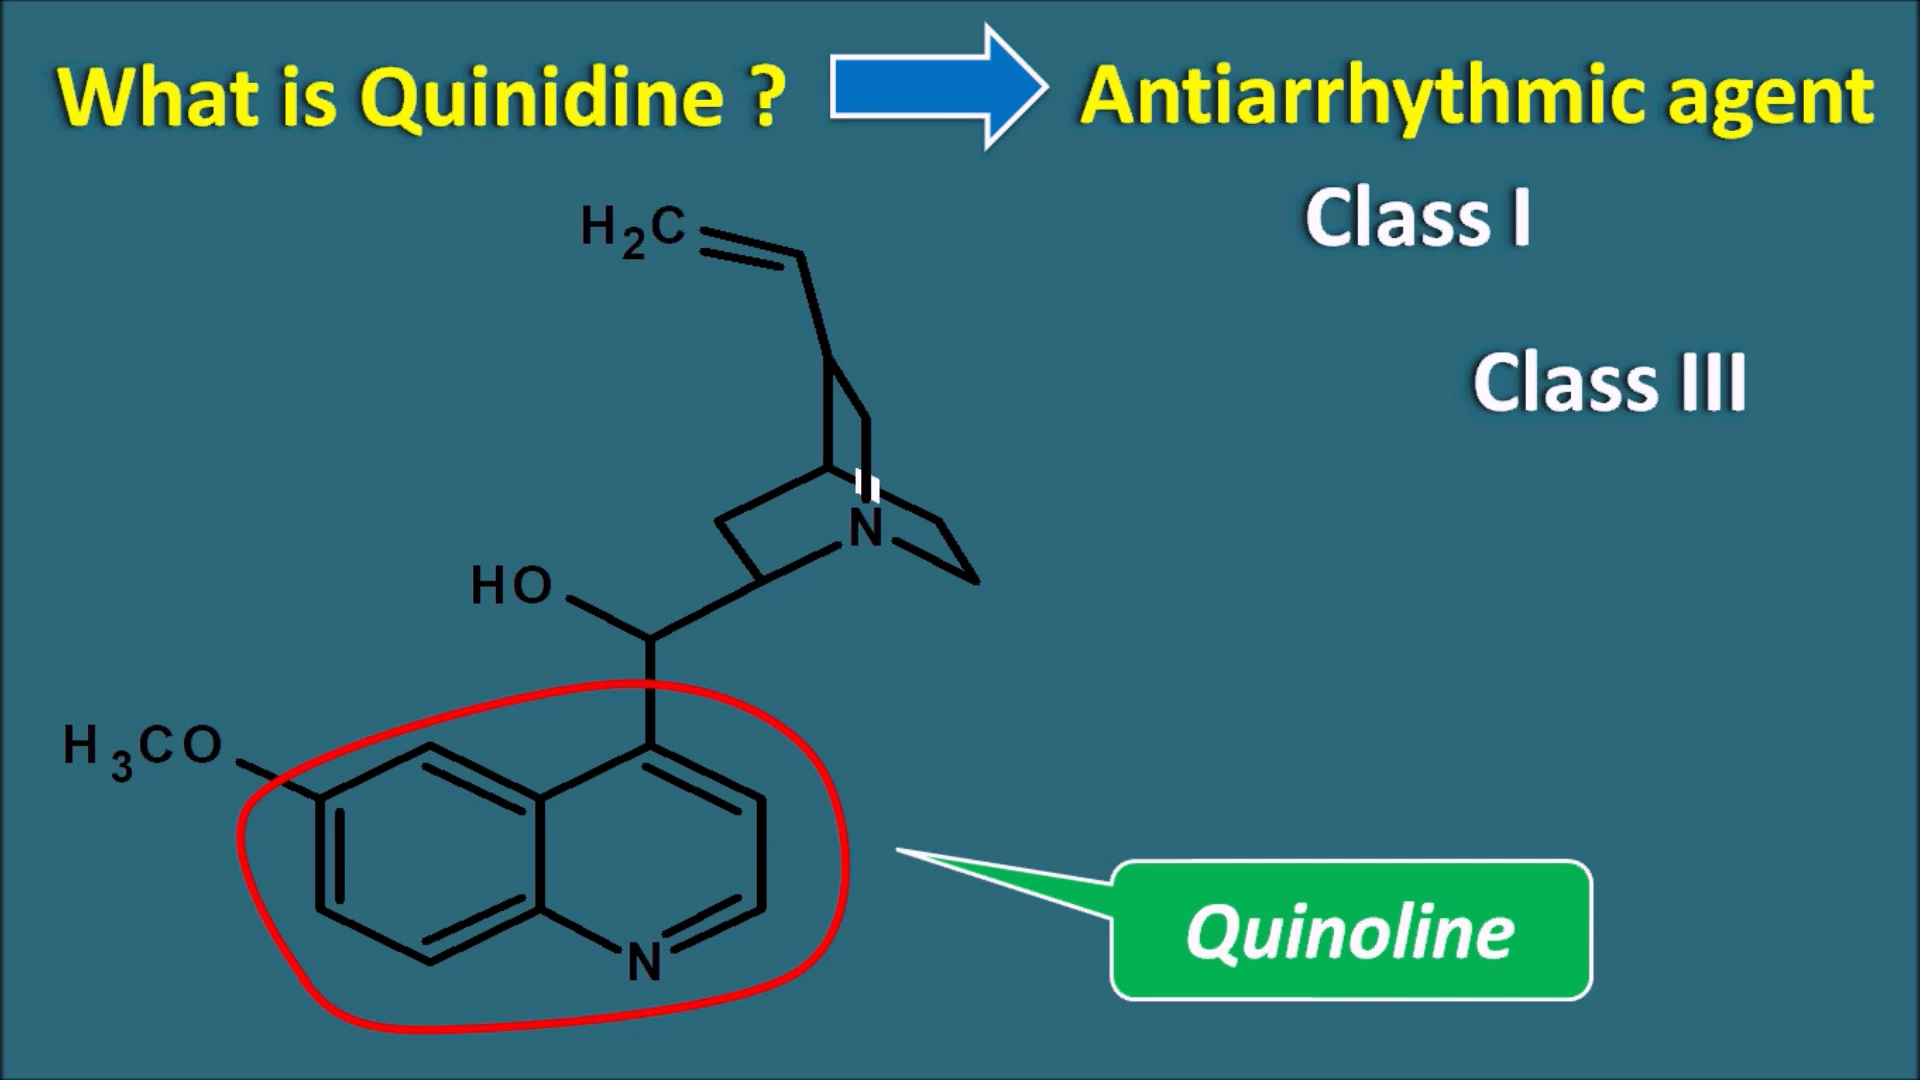 What is Quinidine ?
Antiarrhythmic agent
Class I
Class III
H2C
N
HO
H3CO
N
Quinoline